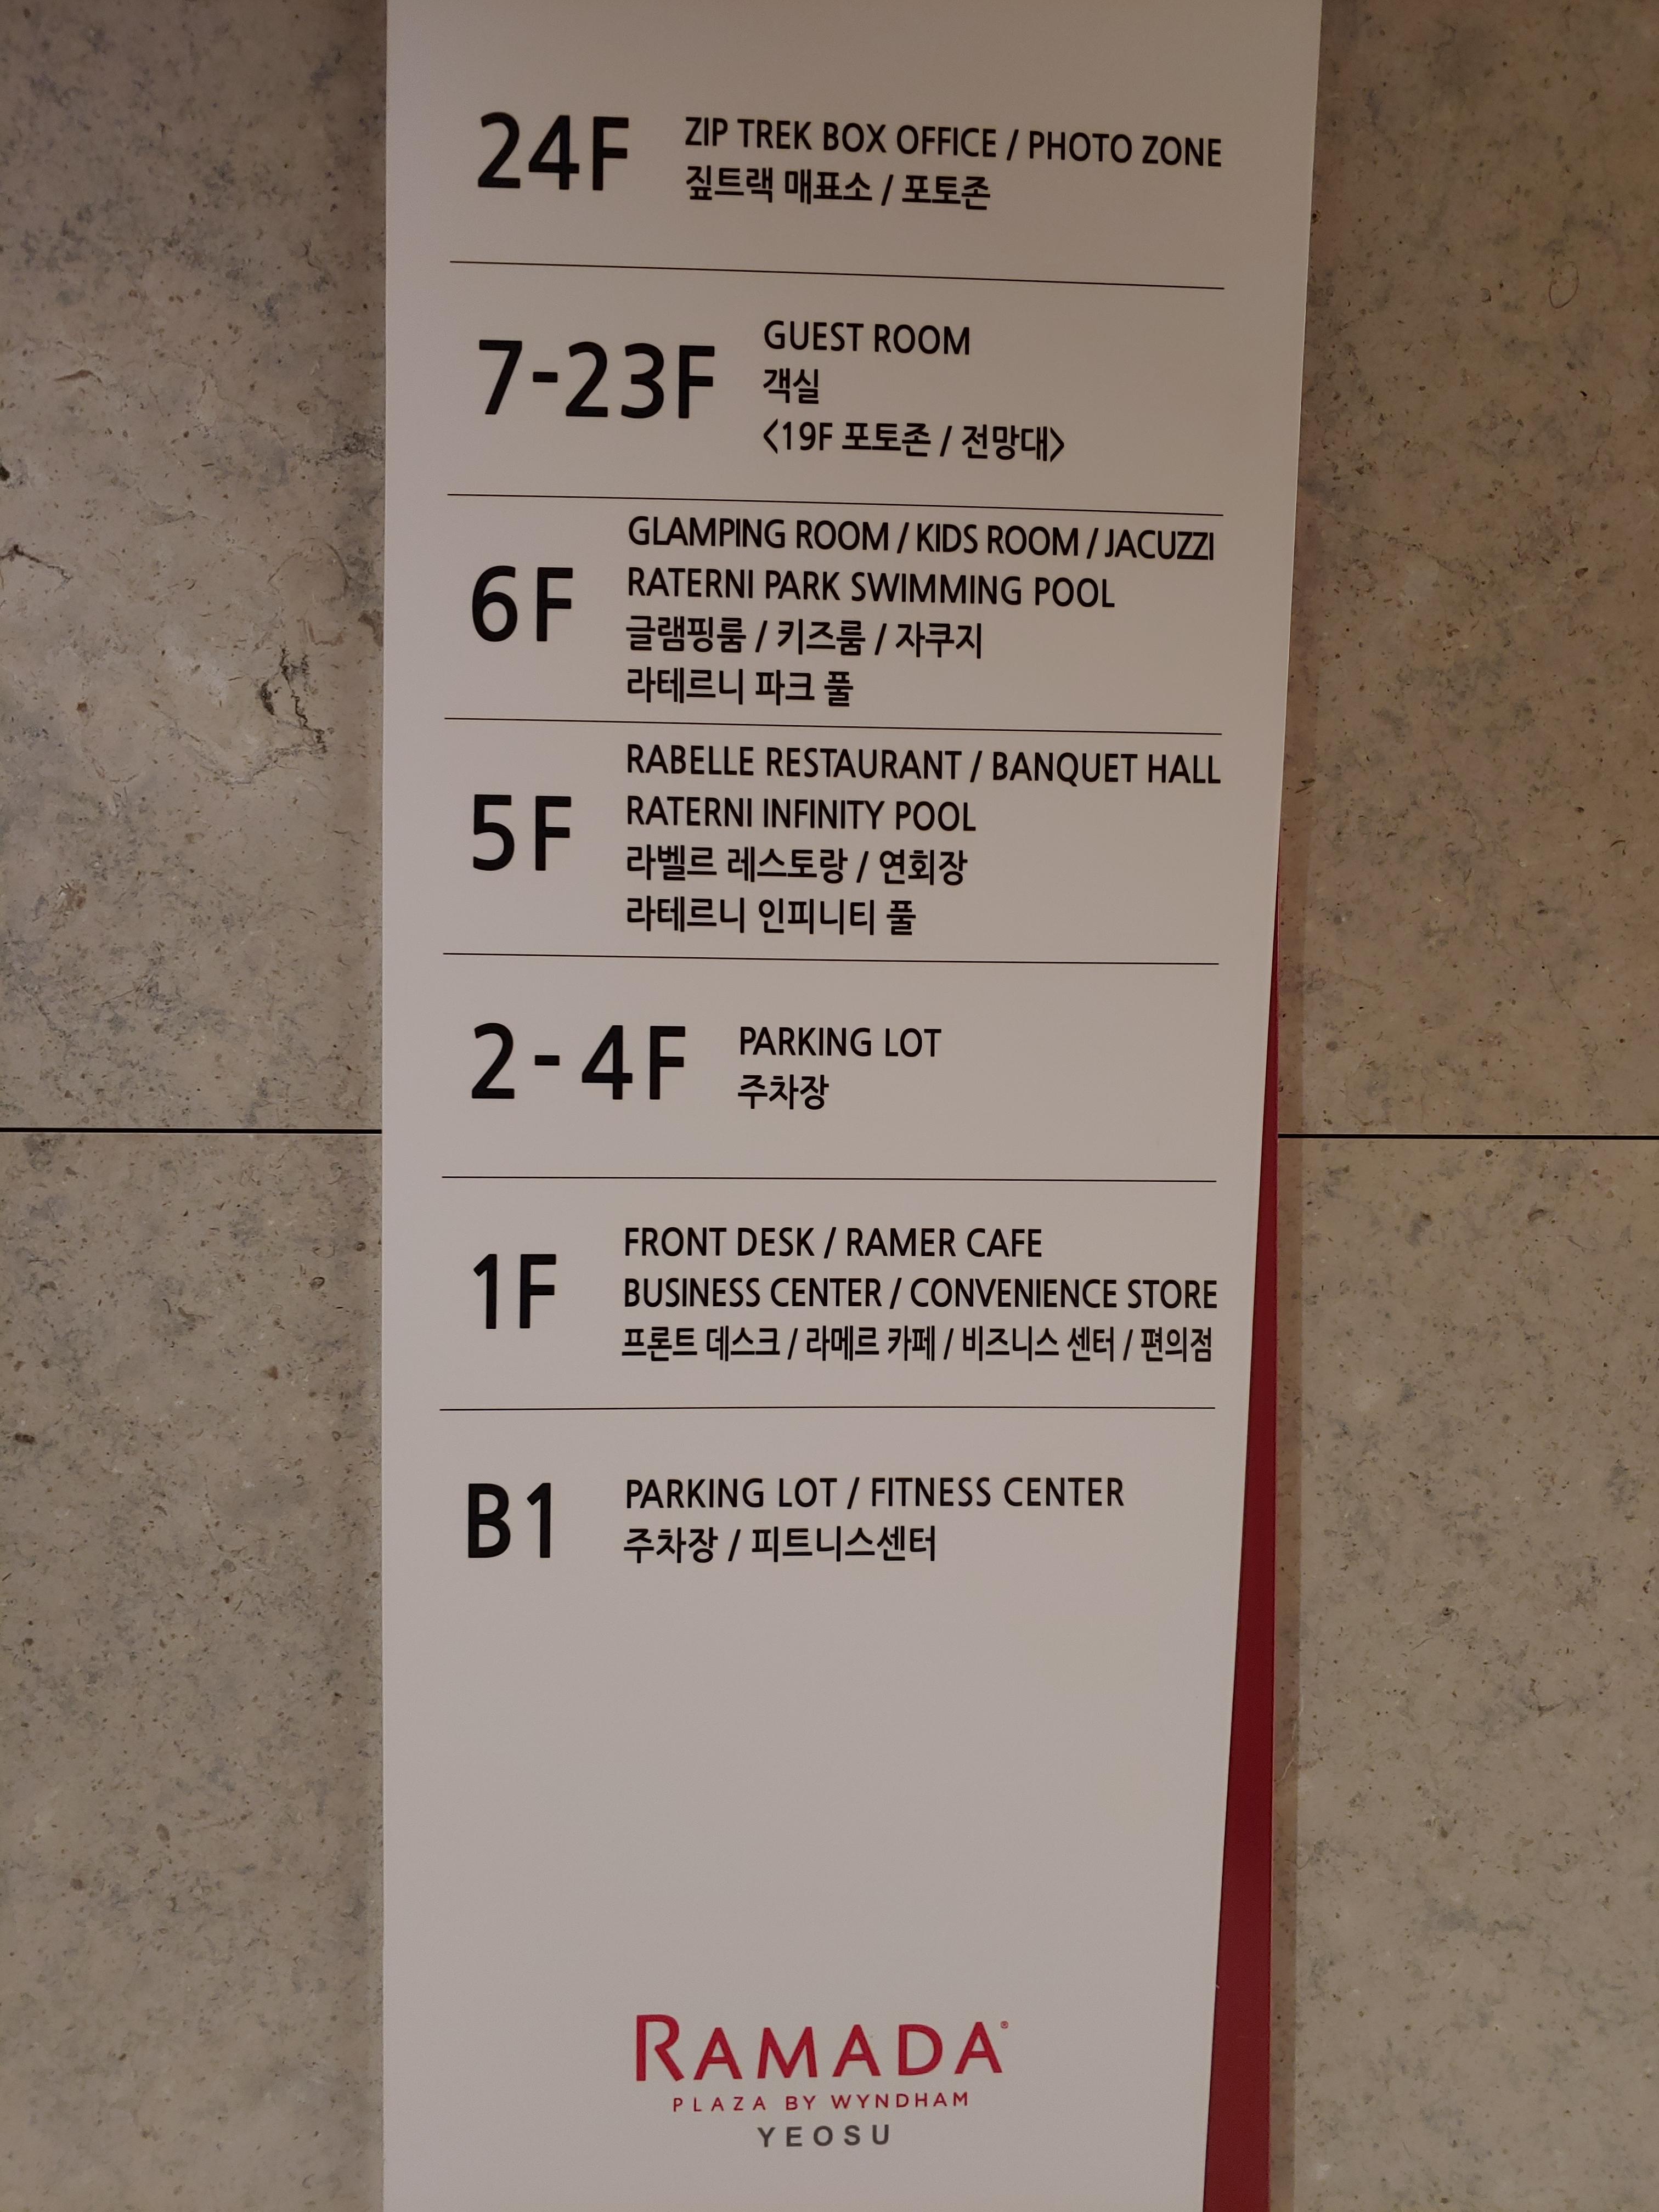 24F
ZIP TREK BOX OFFICE / PHOTO ZONE
짚트랙 매표소 / 포토존
7-23F
GUEST ROOM
객실
<19F 포토존 / 전망대>
6F
GLAMPING ROOM / KIDS ROOM / JACUZZI
RATERNI PARK SWIMMING POOL
글램핑룸 / 키즈룸 / 자쿠지
라테르니 파크 풀
5F
RABELLE RESTAURANT / BANQUET HALL
RATERNI INFINITY POOL
라벨르 레스토랑 / 연회장
라테르니 인피니티 풀
2-4F
PARKING LOT
주차장
1F
FRONT DESK / RAMER CAFE
BUSINESS CENTER / CONVENIENCE STORE
프론트 데스크 / 라메르 카페 / 비즈니스 센터 / 편의점
B1
PARKING LOT / FITNESS CENTER
주차장 / 피트니스센터
RAMADA®
PLAZA BY WYNDHAM
YEOSU